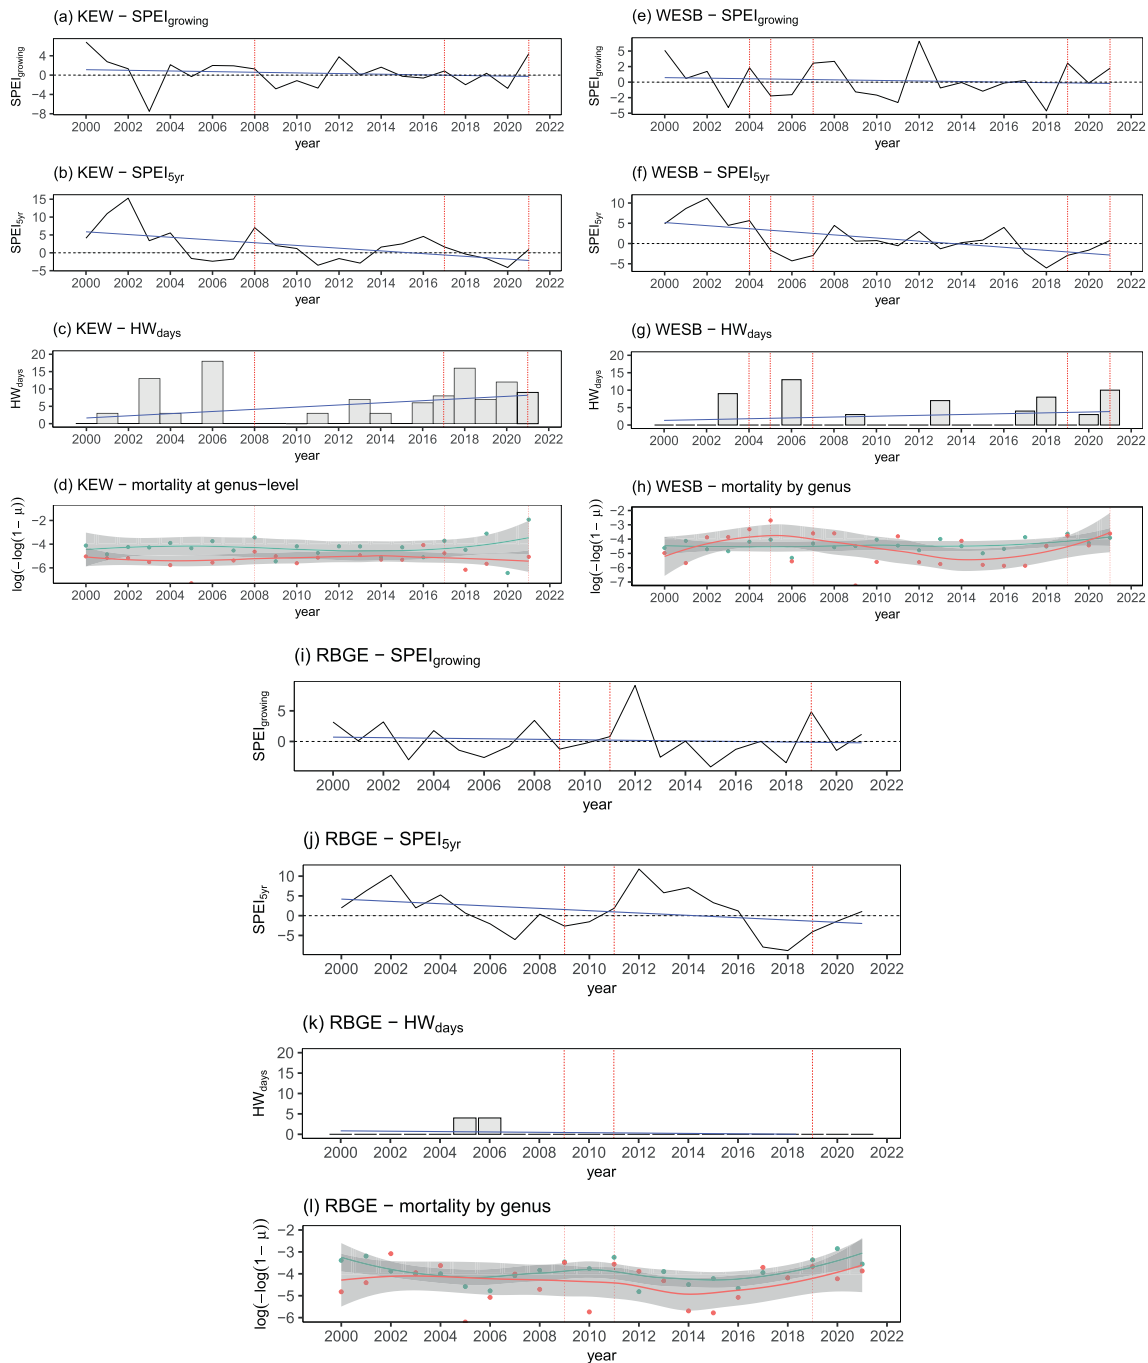 (a) KEW − SPEIgrowing
SPEIgrowing
4
0
−4
−8
2000 2002 2004 2006 2008 2010 2012 2014 2016 2018 2020 2022
year
(b) KEW − SPEI5yr
SPEI5yr
15
10
5
0
−5
2000 2002 2004 2006 2008 2010 2012 2014 2016 2018 2020 2022
year
(c) KEW − HWdays
HWdays
20
15
10
5
0
2000 2002 2004 2006 2008 2010 2012 2014 2016 2018 2020 2022
year
(d) KEW − mortality at genus−level
log(−log(1− μ))
−2
−4
−6
2000 2002 2004 2006 2008 2010 2012 2014 2016 2018 2020 2022
year
(e) WESB − SPEIgrowing
SPEIgrowing
5
2
0
−2
−5
2000 2002 2004 2006 2008 2010 2012 2014 2016 2018 2020 2022
year
(f) WESB − SPEI5yr
SPEI5yr
10
5
0
−5
2000 2002 2004 2006 2008 2010 2012 2014 2016 2018 2020 2022
year
(g) WESB − HWdays
HWdays
20
15
10
5
0
2000 2002 2004 2006 2008 2010 2012 2014 2016 2018 2020 2022
year
(h) WESB − mortality by genus
log(−log(1− μ))
−2
−3
−4
−5
−6
−7
2000 2002 2004 2006 2008 2010 2012 2014 2016 2018 2020 2022
year
(i) RBGE − SPEIgrowing
SPEIgrowing
5
0
2000 2002 2004 2006 2008 2010 2012 2014 2016 2018 2020 2022
year
(j) RBGE − SPEI5yr
SPEI5yr
10
5
0
−5
2000 2002 2004 2006 2008 2010 2012 2014 2016 2018 2020 2022
year
(k) RBGE − HWdays
HWdays
20
15
10
5
0
2000 2002 2004 2006 2008 2010 2012 2014 2016 2018 2020 2022
year
(l) RBGE − mortality by genus
log(−log(1− μ))
−2
−3
−4
−5
−6
2000 2002 2004 2006 2008 2010 2012 2014 2016 2018 2020 2022
year